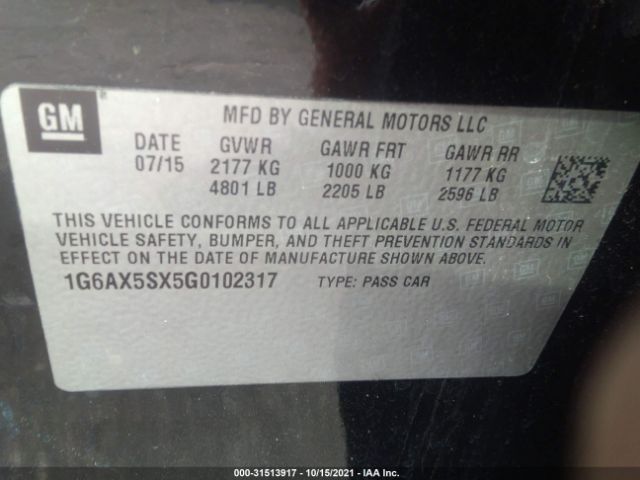 GM
MFD BY GENERAL MOTORS LLC
DATE GVWR GAWR FRT GAWR RR
07/15 2177 KG 1000 KG 1177 KG
4801 LB 2205 LB 2596 LB
THIS VEHICLE CONFORMS TO ALL APPLICABLE U.S. FEDERAL MOTOR
VEHICLE SAFETY, BUMPER, AND THEFT PREVENTION STANDARDS IN
EFFECT ON THE DATE OF MANUFACTURE SHOWN ABOVE.
1G6AX5SX5G0102317 TYPE: PASS CAR
000-31513917 - 10/15/2021 - IAA Inc.